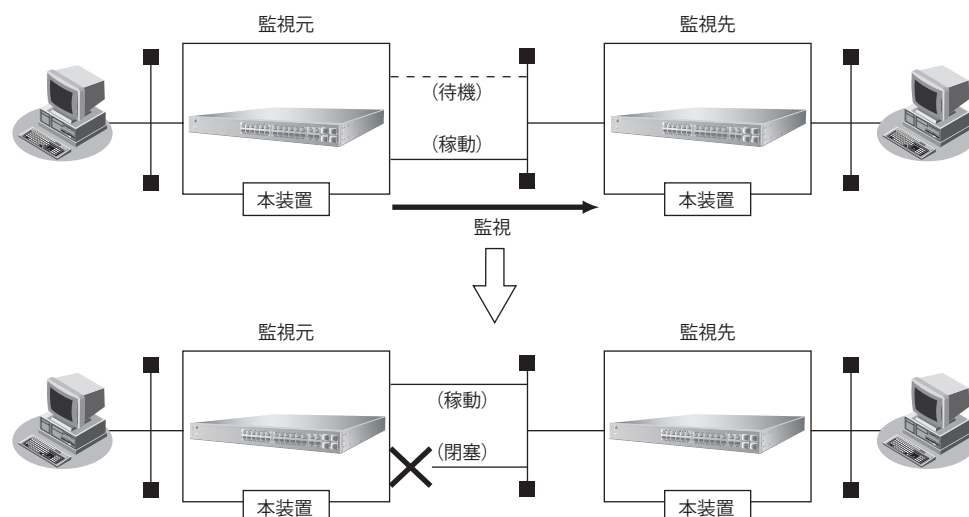 監視元
監視先
(待機)
(稼動)
本装置
本装置
監視
監視元
監視先
(稼動)
(閉塞)
本装置
本装置